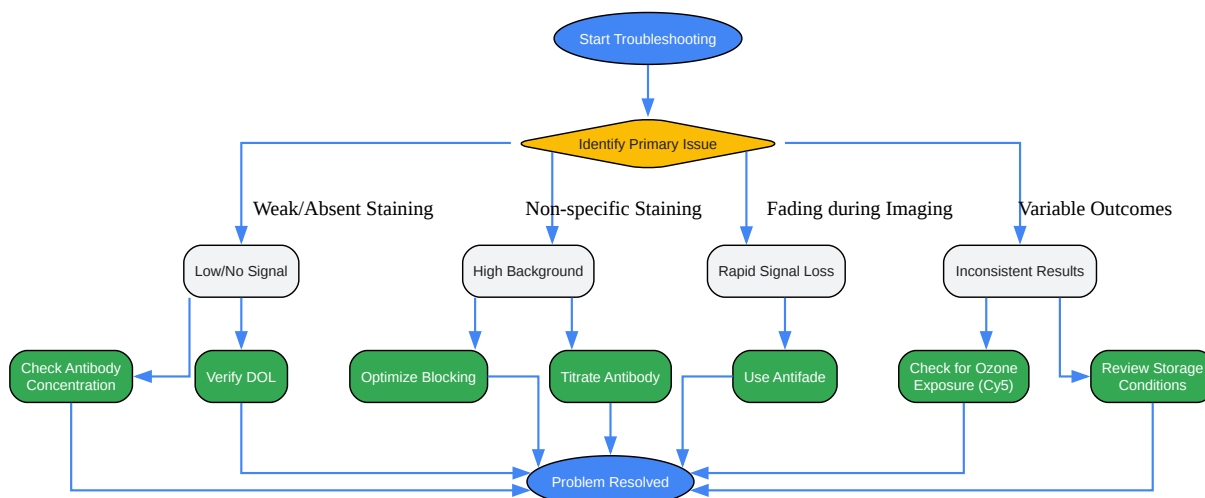 Start Troubleshooting
Identify Primary Issue
Weak/Absent Staining
Non-specific Staining
Fading during Imaging
Variable Outcomes
Low/No Signal
High Background
Rapid Signal Loss
Inconsistent Results
Check Antibody
Concentration
Verify DOL
Optimize Blocking
Titrate Antibody
Use Antifade
Check for Ozone
Exposure (Cy5)
Review Storage
Conditions
Problem Resolved